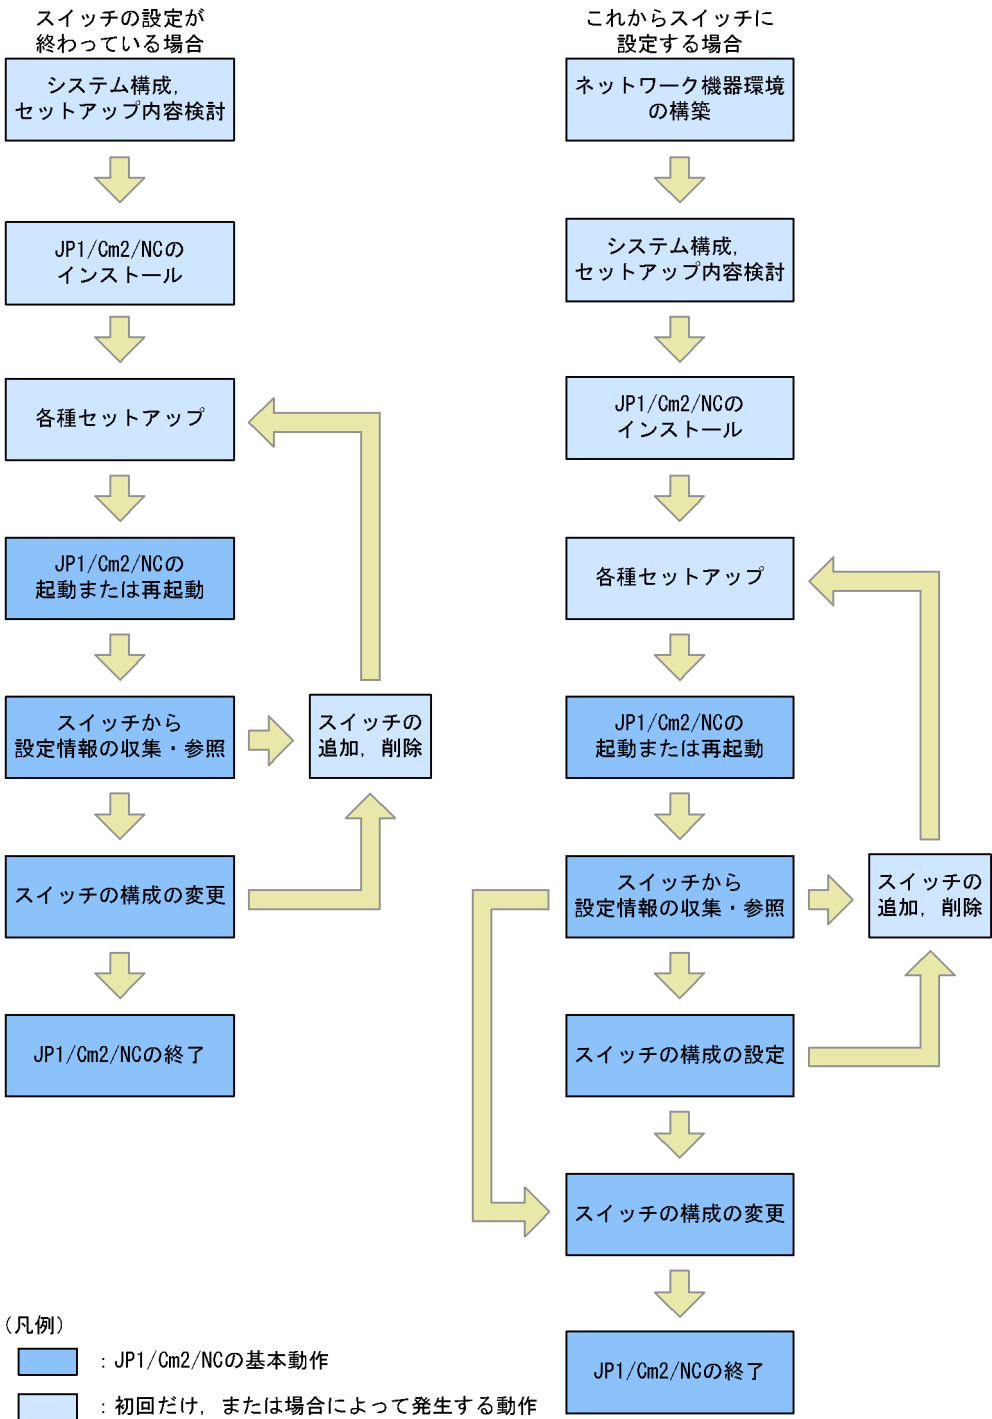 スイッチの設定が
終わっている場合
システム構成,
セットアップ内容検討
JP1/Cm2/NCの
インストール
各種セットアップ
JP1/Cm2/NCの
起動または再起動
スイッチから
設定情報の収集・参照
スイッチの
追加, 削除
スイッチの構成の変更
JP1/Cm2/NCの終了
これからスイッチに
設定する場合
ネットワーク機器環境
の構築
システム構成,
セットアップ内容検討
JP1/Cm2/NCの
インストール
各種セットアップ
JP1/Cm2/NCの
起動または再起動
スイッチから
設定情報の収集・参照
スイッチの
追加, 削除
スイッチの構成の設定
スイッチの構成の変更
JP1/Cm2/NCの終了
(凡例)
: JP1/Cm2/NCの基本動作
: 初回だけ, または場合によって発生する動作